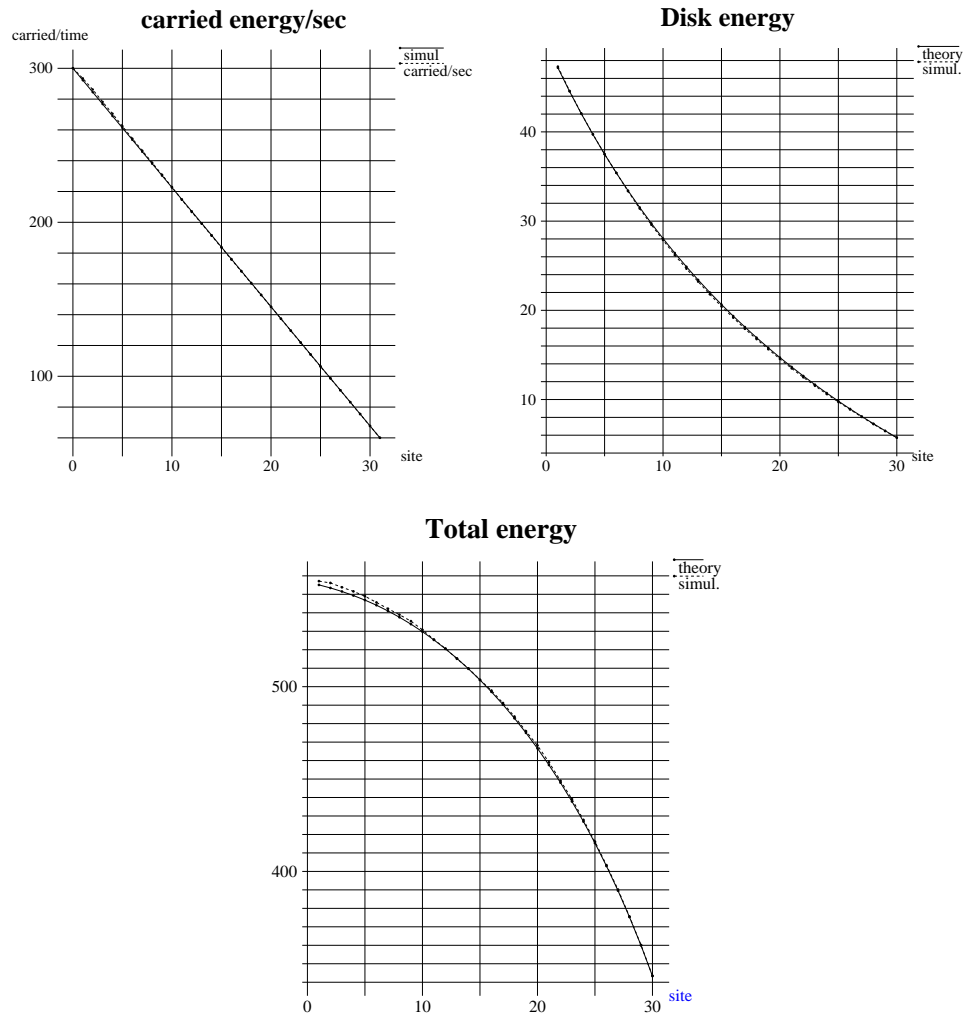 carried energy/sec
carried/time
simul
carried/sec
300
200
100
0 10 20 30
site
Disk energy
theory
simul.
40
30
20
10
0 10 20 30
site
Total energy
theory
simul.
500
400
0 10 20 30
site